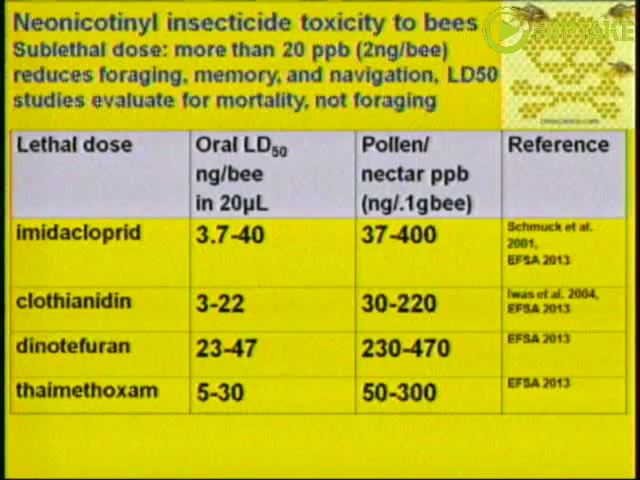 Neonicotinyl insecticide toxicity to bees
Sublethal dose: more than 20 ppb (2ng/bee)
reduces foraging, memory, and navigation, LD50
studies evaluate for mortality, not foraging
Lethal dose
Oral LD50
ng/bee
in 20µL
Pollen/
nectar ppb
(ng/.1gbee)
Reference
imidacloprid
3.7-40
37-400
Schmuck et al.
2001,
EFSA 2013
clothianidin
3-22
30-220
Iwas et al. 2004,
EFSA 2013
dinotefuran
23-47
230-470
EFSA 2013
thaimethoxam
5-30
50-300
EFSA 2013